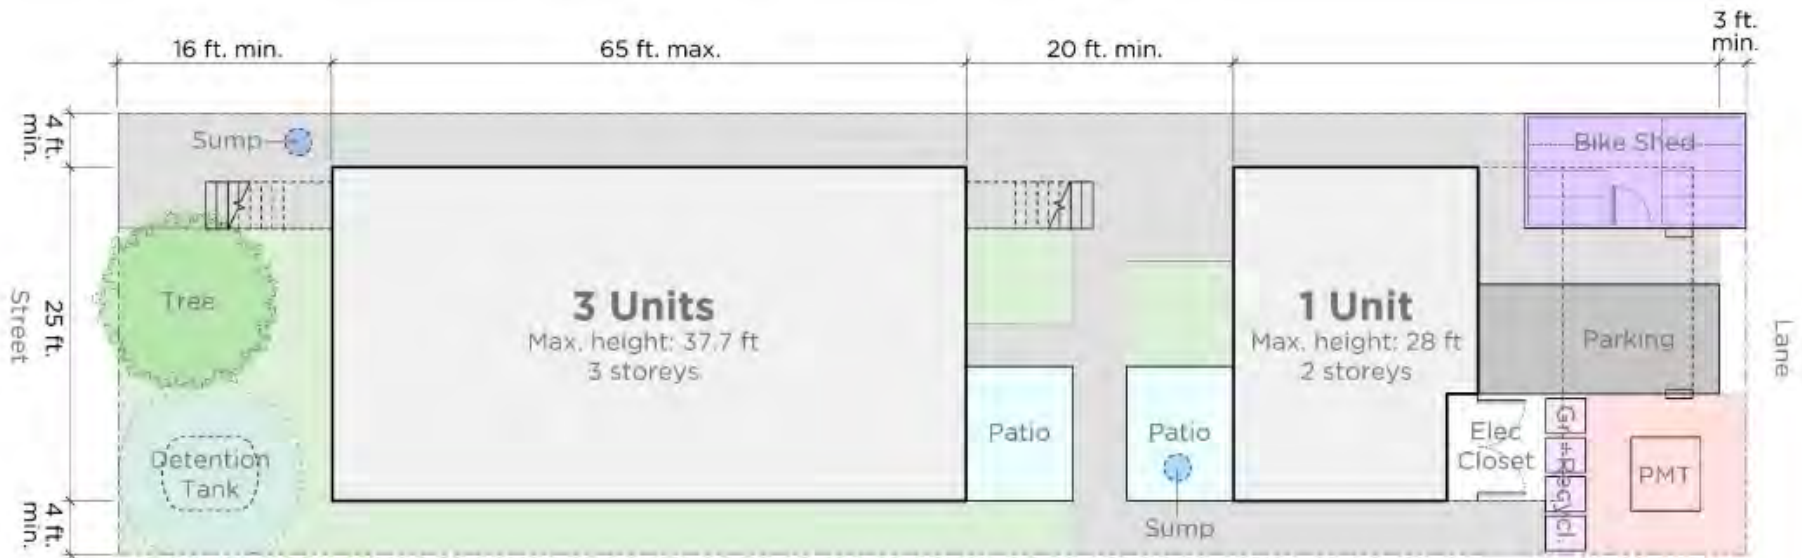 3 ft.
min.
16 ft. min.
65 ft. max.
20 ft. min.
4 ft.
min.
Sump
Bike Shed
Street
25 ft.
Tree
3 Units
Max. height: 37.7 ft
3 storeys
1 Unit
Max. height: 28 ft
2 storeys
Parking
Lane
Detention
Tank
Patio
Patio
Elec
Closet
Gr.+Recycl.
PMT
4 ft.
min.
Sump